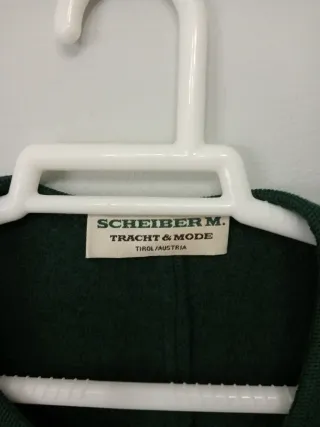 SCHEIBER M.
TRACHT & MODE
TIROL/AUSTRIA